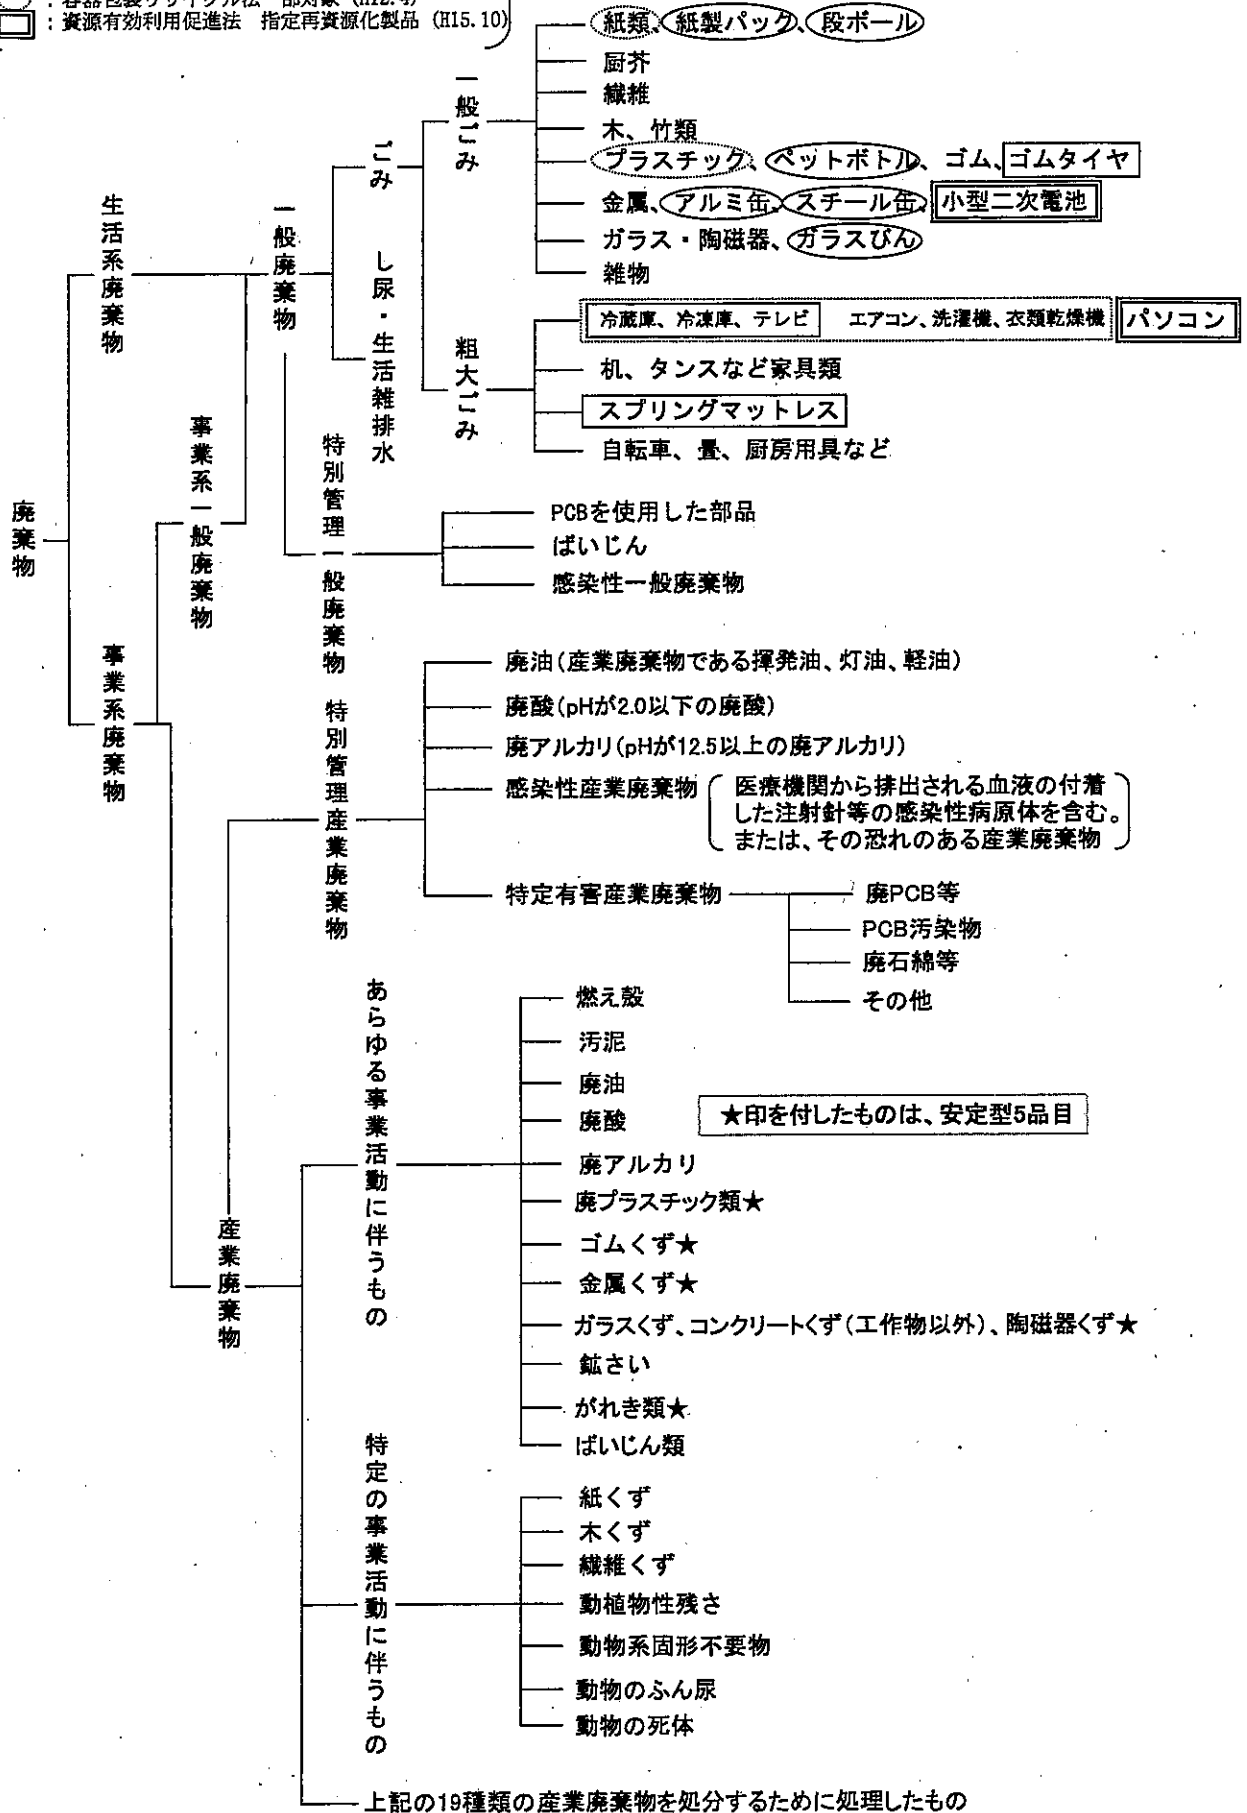 : 資源有効利用促進法 指定再資源化製品 (H15.10)
紙類、紙製パック、段ボール
厨芥
繊維
木、竹類
プラスチック、ペットボトル、ゴム、ゴムタイヤ
金属、アルミ缶、スチール缶、小型二次電池
ガラス・陶磁器、ガラスびん
雑物
一般ごみ
ごみ
し尿・生活雑排水
生活系廃棄物
一般廃棄物
冷蔵庫、冷凍庫、テレビ エアコン、洗濯機、衣類乾燥機 パソコン
机、タンスなど家具類
スプリングマットレス
自転車、畳、厨房用具など
粗大ごみ
事業系一般廃棄物
特別管理一般廃棄物
廃棄物
PCBを使用した部品
ばいじん
感染性一般廃棄物
事業系廃棄物
特別管理産業廃棄物
廃油(産業廃棄物である揮発油、灯油、軽油)
廃酸(pHが2.0以下の廃酸)
廃アルカリ(pHが12.5以上の廃アルカリ)
感染性産業廃棄物
医療機関から排出される血液の付着
した注射針等の感染性病原体を含む。
または、その恐れのある産業廃棄物
特定有害産業廃棄物
廃PCB等
PCB汚染物
廃石綿等
その他
産業廃棄物
あらゆる事業活動に伴うもの
燃え殻
汚泥
廃油
廃酸
★印を付したものは、安定型5品目
廃アルカリ
廃プラスチック類★
ゴムくず★
金属くず★
ガラスくず、コンクリートくず(工作物以外)、陶磁器くず★
鉱さい
がれき類★
ばいじん類
特定の事業活動に伴うもの
紙くず
木くず
繊維くず
動植物性残さ
動物系固形不要物
動物のふん尿
動物の死体
上記の19種類の産業廃棄物を処分するために処理したもの